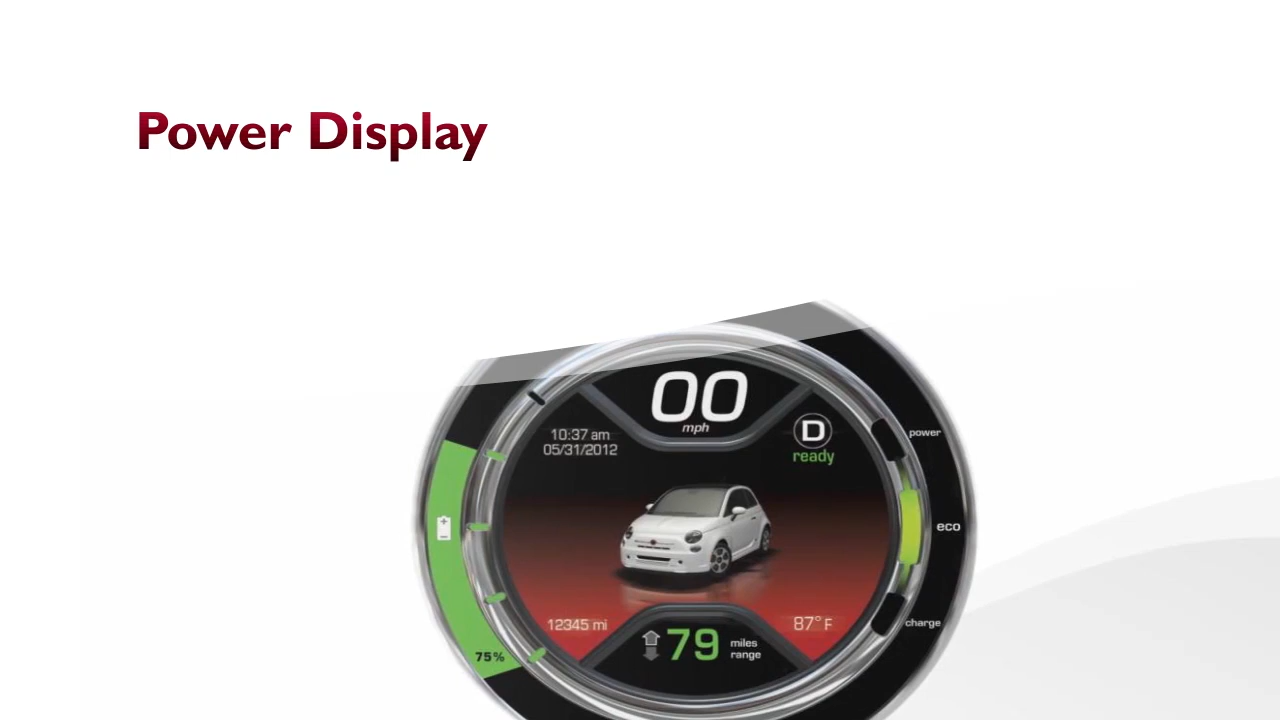 Power Display
00
mph
10:37 am
05/31/2012
D
ready
power
eco
charge
12345 mi
87° F
79
miles
range
75%